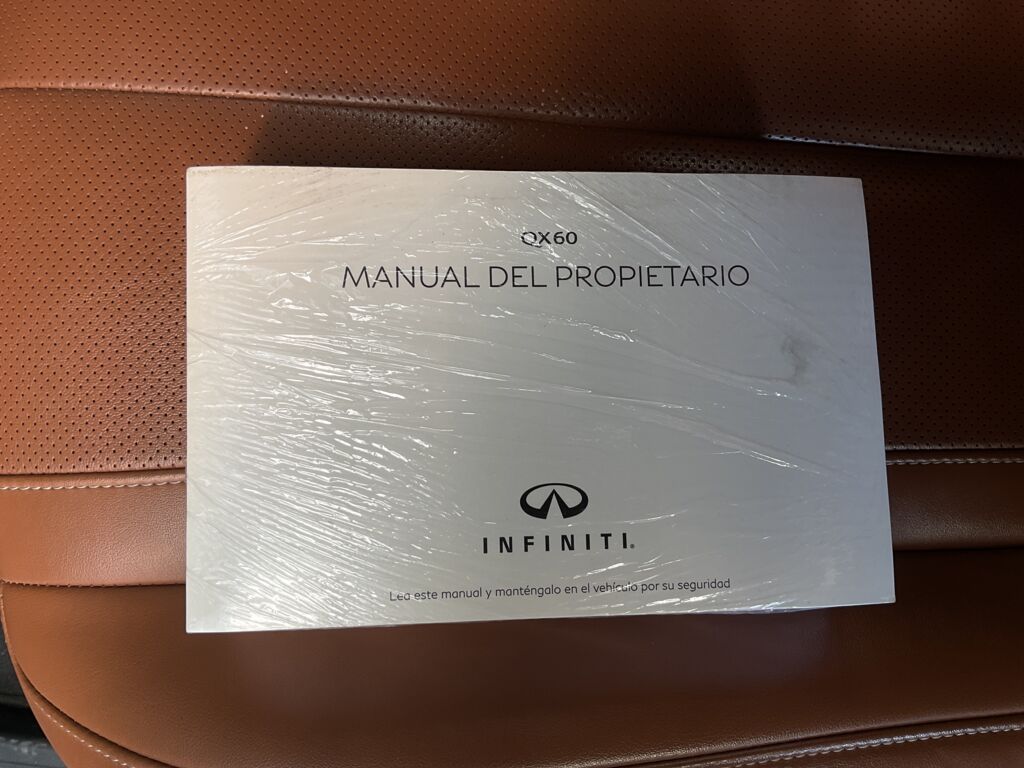 QX60
MANUAL DEL PROPIETARIO
INFINITI®
Lea este manual y manténgalo en el vehículo por su seguridad